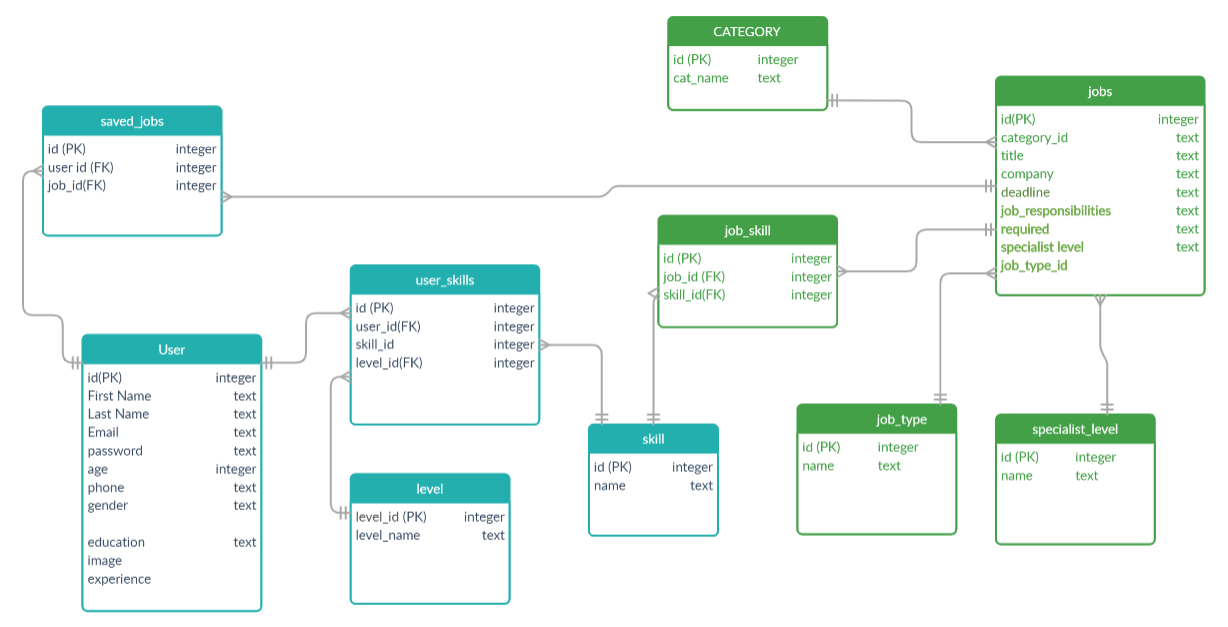 CATEGORY
id (PK) integer
cat_name text
jobs
id(PK) integer
category_id text
title text
company text
deadline text
job_responsibilities text
required text
specialist level text
job_type_id
saved_jobs
id (PK) integer
user id (FK) integer
job_id(FK) integer
job_skill
id (PK) integer
job_id (FK) integer
skill_id(FK) integer
user_skills
id (PK) integer
user_id(FK) integer
skill_id integer
level_id(FK) integer
User
id(PK) integer
First Name text
Last Name text
Email text
password text
age integer
phone text
gender text
education text
image
experience
level
level_id (PK) integer
level_name text
skill
id (PK) integer
name text
job_type
id (PK) integer
name text
specialist_level
id (PK) integer
name text